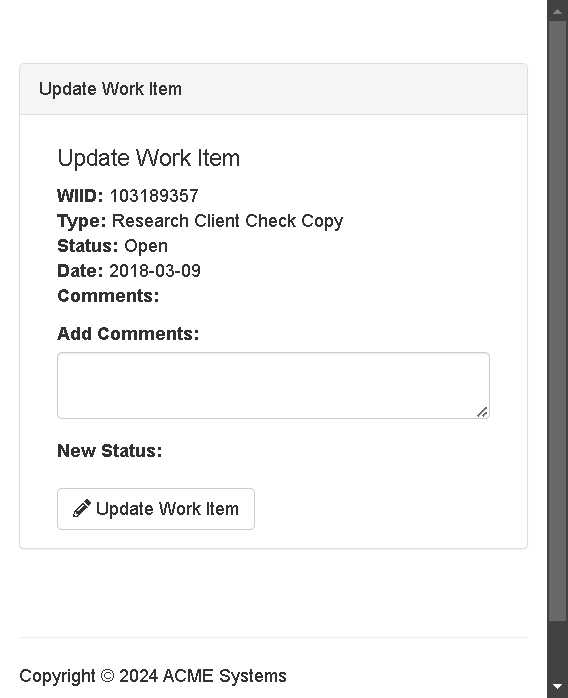 Update Work Item
Update Work Item
WIID: 103189357
Type: Research Client Check Copy
Status: Open
Date: 2018-03-09
Comments:
Add Comments:
New Status:
Update Work Item
Copyright © 2024 ACME Systems